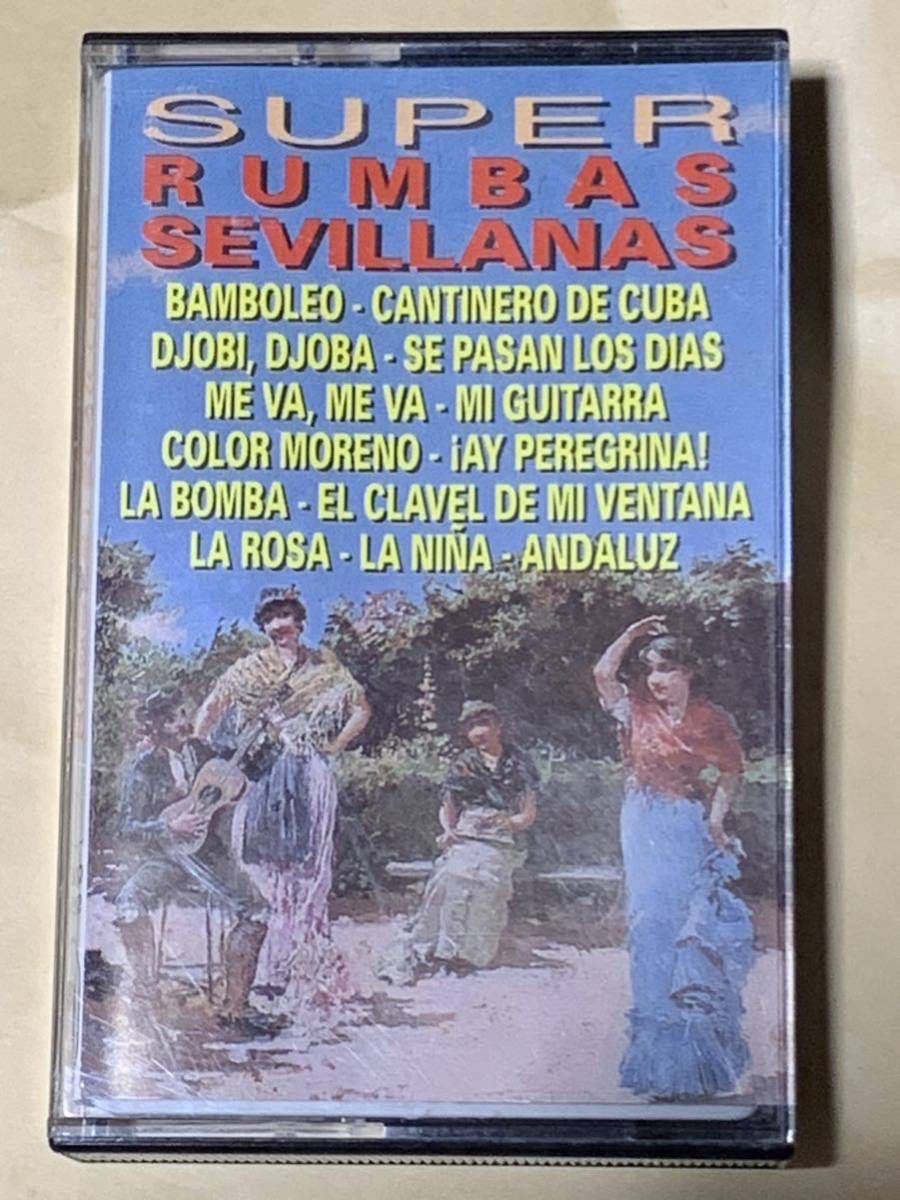 SUPER
RUMBAS
SEVILLANAS
BAMBOLEO - CANTINERO DE CUBA
DJOBI, DJOBA - SE PASAN LOS DIAS
ME VA, ME VA - MI GUITARRA
COLOR MORENO - ¡AY PEREGRINA!
LA BOMBA - EL CLAVEL DE MI VENTANA
LA ROSA - LA NIÑA - ANDALUZ